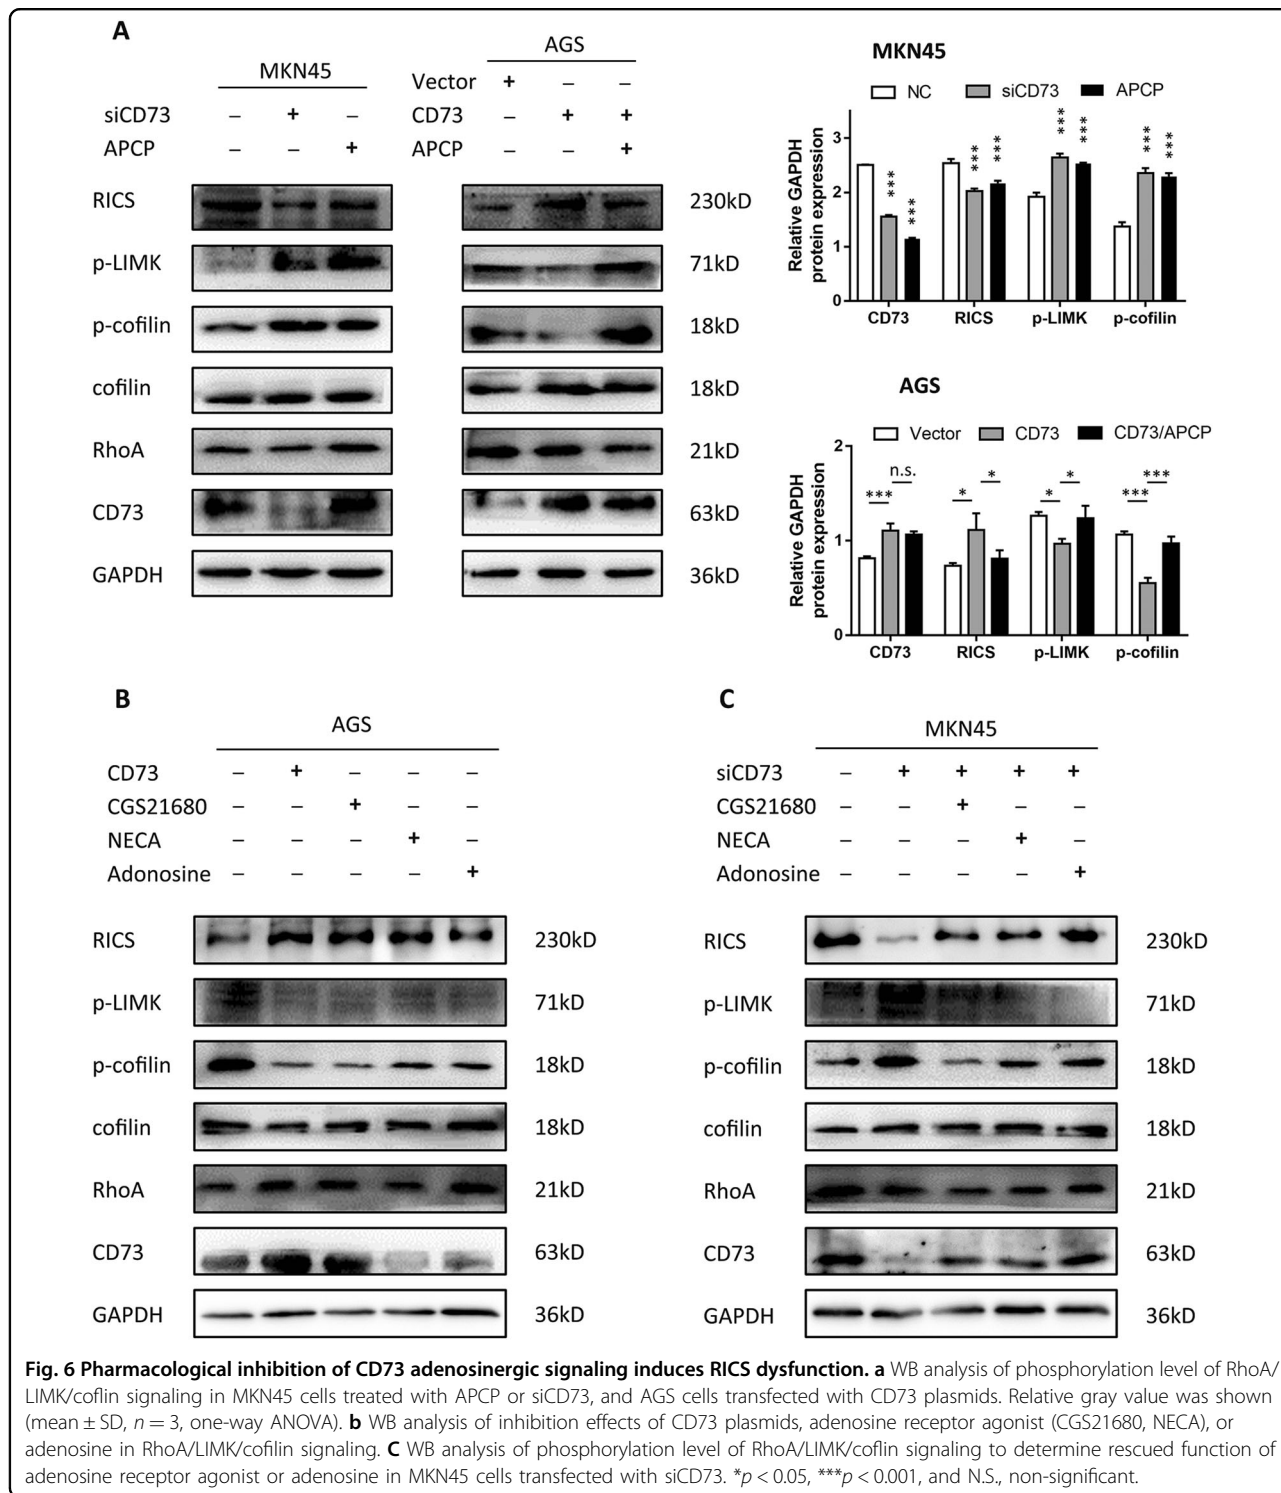 A
MKN45
siCD73 – + –
APCP – – +
AGS
Vector + – –
CD73 – + +
APCP – – +
RICS 230kD
p-LIMK 71kD
p-cofilin 18kD
cofilin 18kD
RhoA 21kD
CD73 63kD
GAPDH 36kD
MKN45
NC siCD73 APCP
Relative GAPDH
protein expression
3
2
1
0
*** *** *** *** *** *** *** ***
CD73 RICS p-LIMK p-cofilin
AGS
Vector CD73 CD73/APCP
Relative GAPDH
protein expression
2
1
0
*** n.s. * * * * *** ***
CD73 RICS p-LIMK p-cofilin
B
AGS
CD73 – + – – –
CGS21680 – – + – –
NECA – – – + –
Adonosine – – – – +
RICS 230kD
p-LIMK 71kD
p-cofilin 18kD
cofilin 18kD
RhoA 21kD
CD73 63kD
GAPDH 36kD
C
MKN45
siCD73 – + + + +
CGS21680 – – + – –
NECA – – – + –
Adonosine – – – – +
RICS 230kD
p-LIMK 71kD
p-cofilin 18kD
cofilin 18kD
RhoA 21kD
CD73 63kD
GAPDH 36kD
Fig. 6 Pharmacological inhibition of CD73 adenosinergic signaling induces RICS dysfunction. a WB analysis of phosphorylation level of RhoA/
LIMK/coflin signaling in MKN45 cells treated with APCP or siCD73, and AGS cells transfected with CD73 plasmids. Relative gray value was shown
(mean ± SD, n = 3, one-way ANOVA). b WB analysis of inhibition effects of CD73 plasmids, adenosine receptor agonist (CGS21680, NECA), or
adenosine in RhoA/LIMK/cofilin signaling. C WB analysis of phosphorylation level of RhoA/LIMK/coflin signaling to determine rescued function of
adenosine receptor agonist or adenosine in MKN45 cells transfected with siCD73. *p < 0.05, ***p < 0.001, and N.S., non-significant.